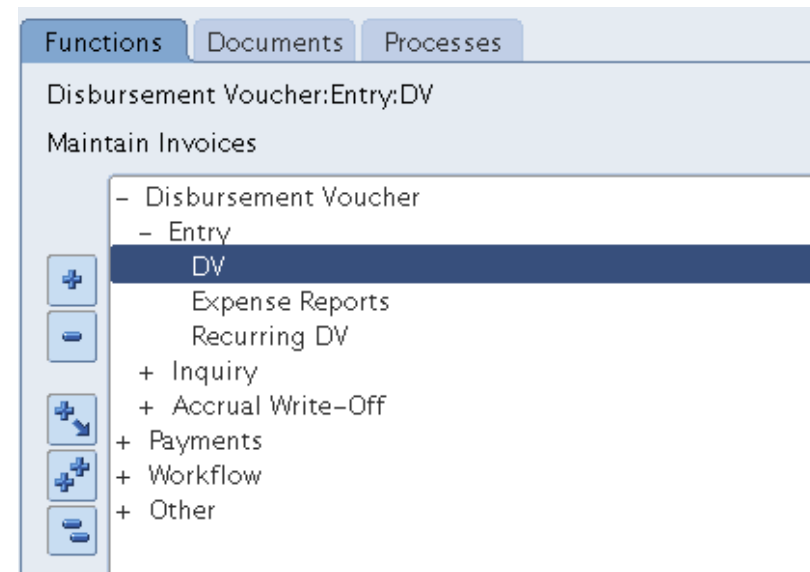 Functions Documents Processes
Disbursement Voucher:Entry:DV
Maintain Invoices
– Disbursement Voucher
– Entry
DV
Expense Reports
Recurring DV
+ Inquiry
+ Accrual Write–Off
+ Payments
+ Workflow
+ Other